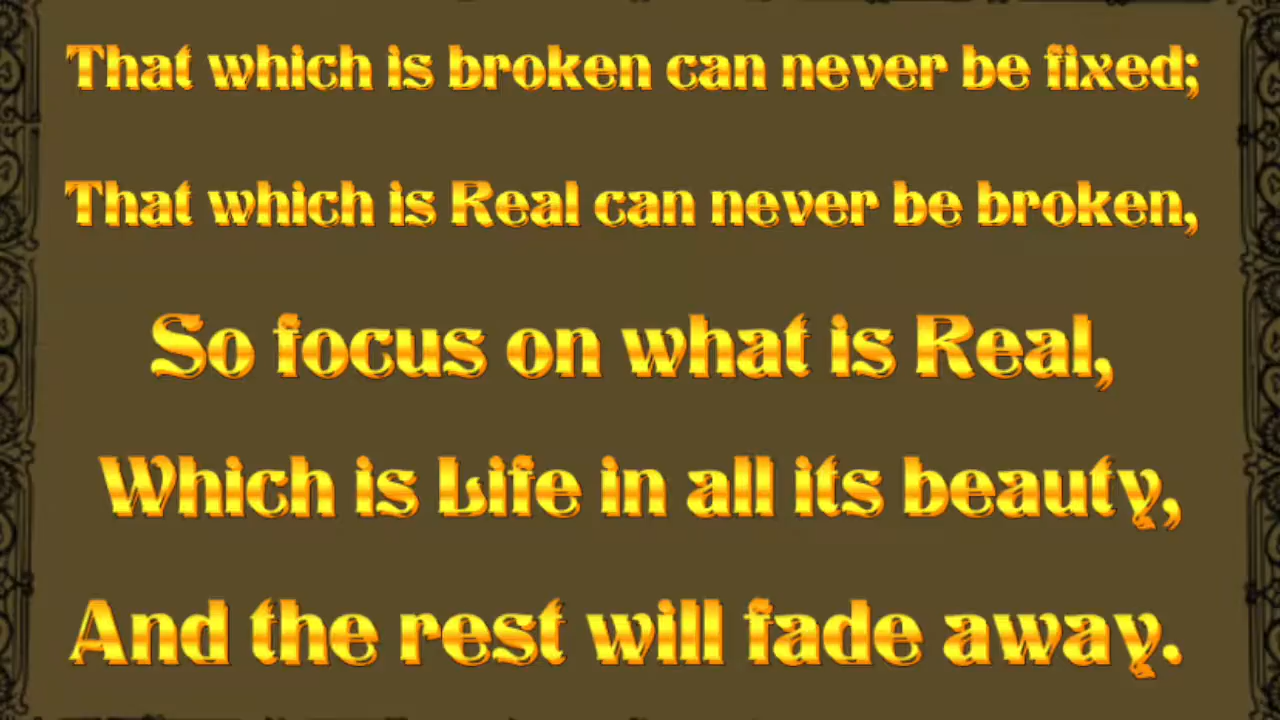 That which is broken can never be fixed;
That which is Real can never be broken,
So focus on what is Real,
Which is Life in all its beauty,
And the rest will fade away.